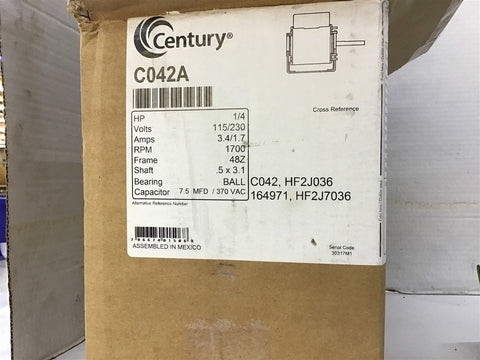 Century®
C042A
Cross Reference
HP 1/4
Volts 115/230
Amps 3.4/1.7
RPM 1700
Frame 48Z
Shaft .5 x 3.1
Bearing BALL
Capacitor 7.5 MFD / 370 VAC
C042, HF2J036
164971, HF2J7036
Alternative Reference Number
ASSEMBLED IN MEXICO
Serial Code
30317M1